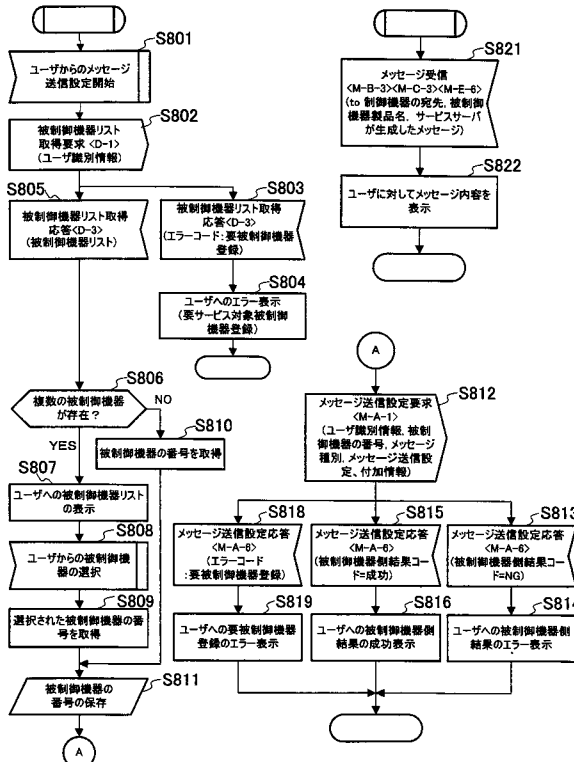 S801
ユーザからのメッセージ
送信設定開始
S802
被制御機器リスト
取得要求<D-1>
(ユーザ識別情報)
S805
被制御機器リスト取得
応答<D-3>
(被制御機器リスト)
S803
被制御機器リスト取得
応答<D-3>
(エラーコード:要被制御機器
登録)
S804
ユーザへのエラー表示
(要サービス対象被制御
機器登録)
S806
複数の被制御機器
が存在?
NO
YES
S810
被制御機器の番号を取得
S807
ユーザへの被制御機器リスト
の表示
S808
ユーザからの被制御機
器の選択
S809
選択された被制御機器の番
号を取得
S811
被制御機器の
番号の保存
A
S821
メッセージ受信
<M-B-3><M-C-3><M-E-6>
(to 制御機器の宛先, 被制御
機器製品名, サービスサーバ
が生成したメッセージ)
S822
ユーザに対してメッセージ内容を
表示
A
S812
メッセージ送信設定要求
<M-A-1>
(ユーザ識別情報, 被制御
機器の番号, メッセージ
種別, メッセージ送信設
定、付加情報)
S818
メッセージ送信設定応答
<M-A-6>
(エラーコード
:要被制御機器登録)
S815
メッセージ送信設定応答
<M-A-6>
(被制御機器側結果コ
ード=成功)
S813
メッセージ送信設定応答
<M-A-6>
(被制御機器側結果コ
ード=NG)
S819
ユーザへの要被制御機器
登録のエラー表示
S816
ユーザへの被制御機器側
結果の成功表示
S814
ユーザへの被制御機器側
結果のエラー表示